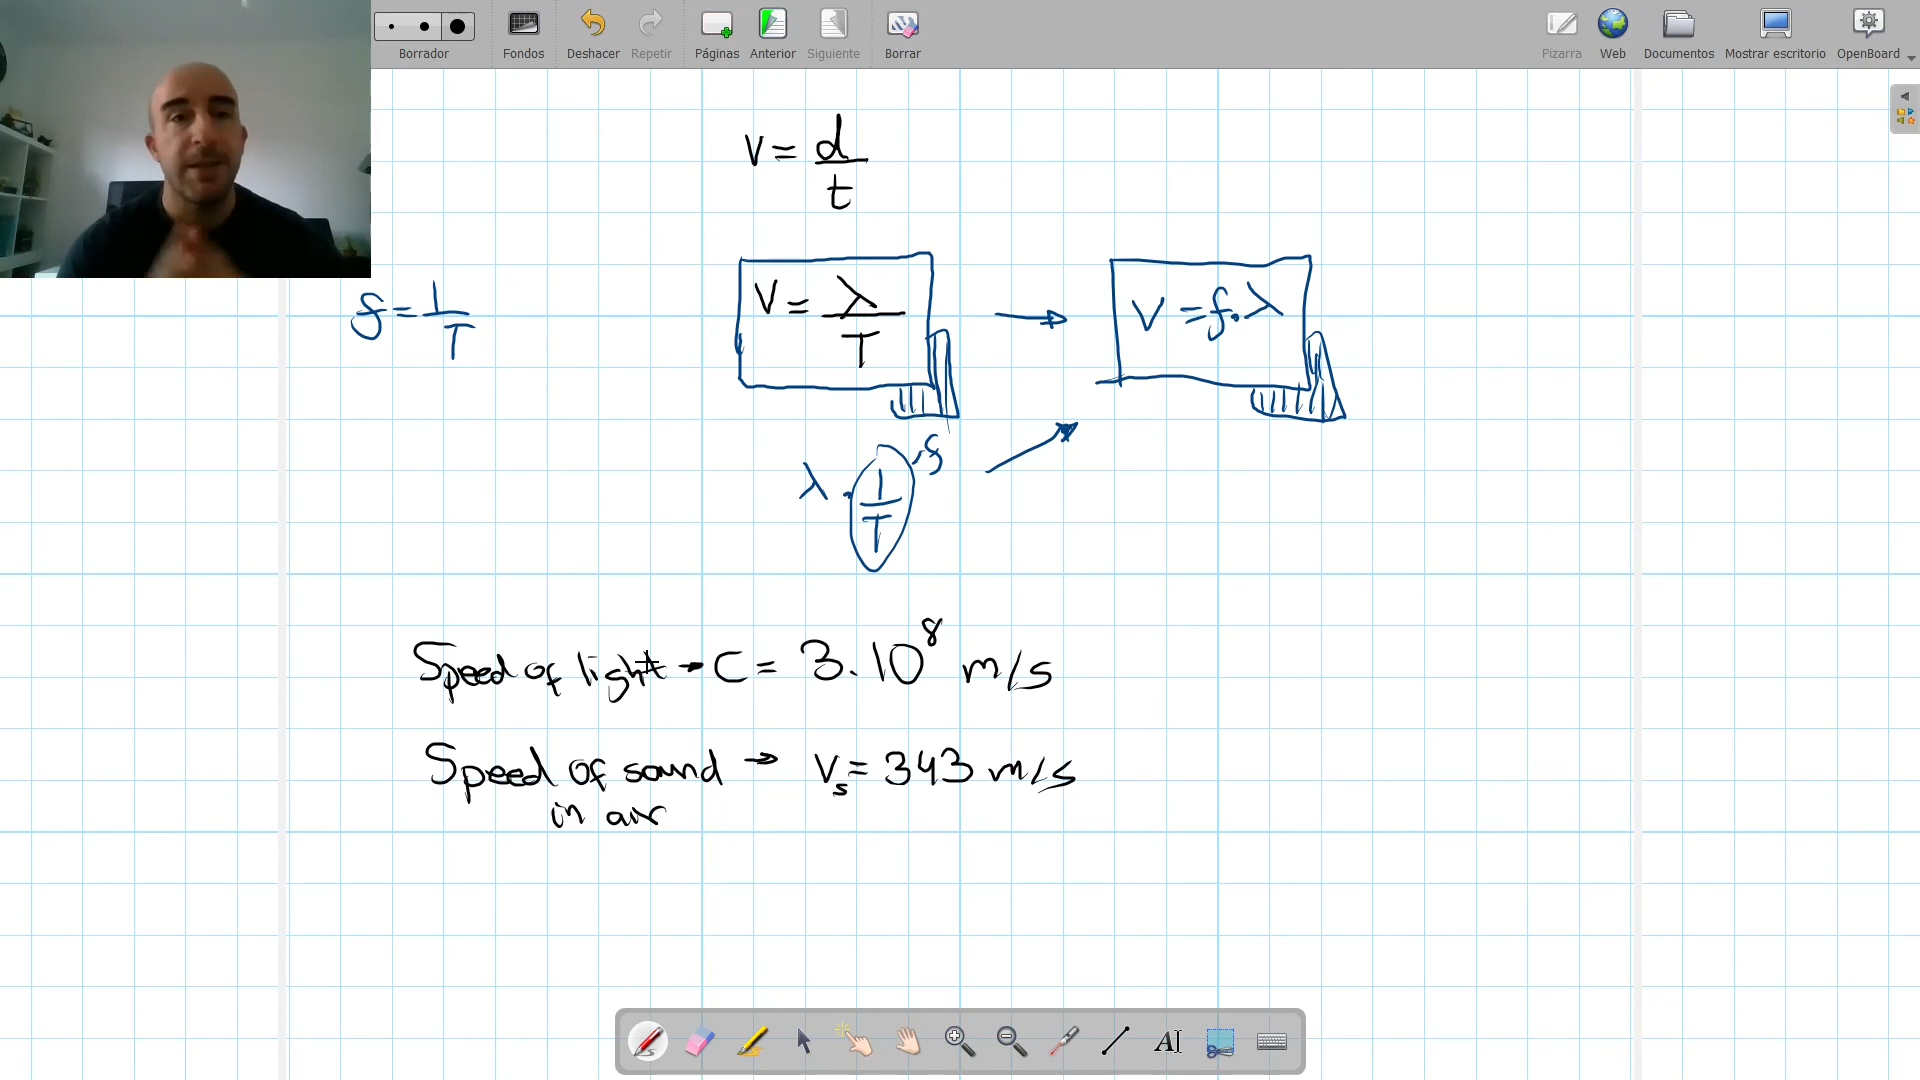 Borrador
Fondos
Deshacer
Repetir
Páginas
Anterior
Siguiente
Borrar
Pizarra
Web
Documentos
Mostrar escritorio
OpenBoard
V = d/t
f = 1/T
V = λ/T
V = f.λ
λ . 1/T
f
Speed of light → C = 3.10⁸ m/s
Speed of sound → Vₛ = 343 m/s
in air
AI